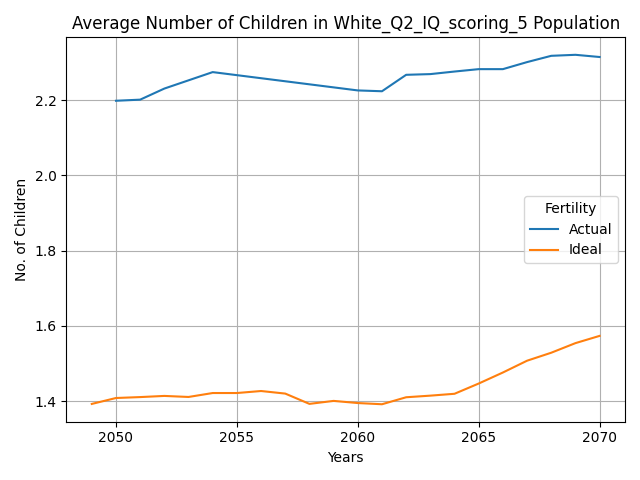 Average Number of Children in White_Q2_IQ_scoring_5 Population
No. of Children
2.2
2.0
1.8
1.6
1.4
Fertility
Actual
Ideal
2050
2055
2060
2065
2070
Years